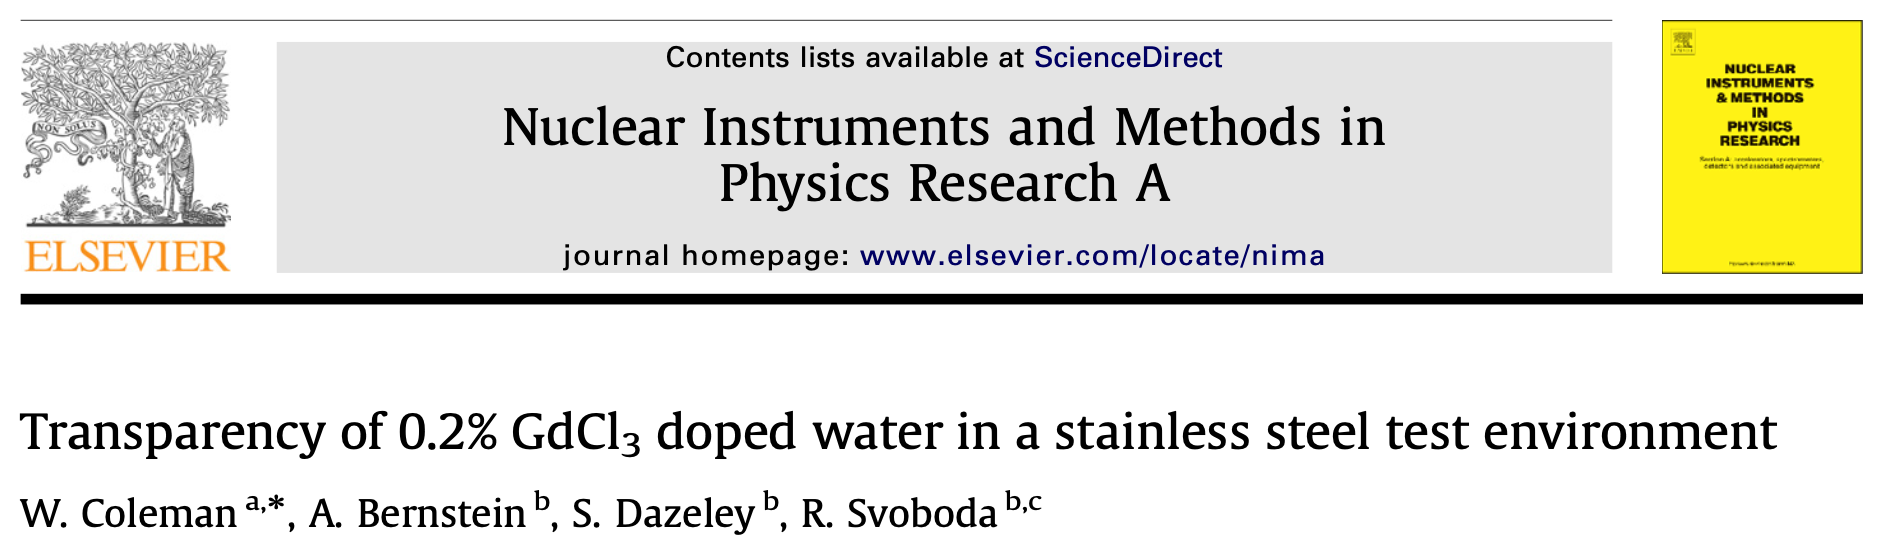 Contents lists available at ScienceDirect
Nuclear Instruments and Methods in
Physics Research A
journal homepage: www.elsevier.com/locate/nima
NON SOLUS
ELSEVIER
NUCLEAR
INSTRUMENTS
& METHODS
IN
PHYSICS
RESEARCH
Transparency of 0.2% GdCl₃ doped water in a stainless steel test environment
W. Coleman ᵃ,*, A. Bernstein ᵇ, S. Dazeley ᵇ, R. Svoboda ᵇ,ᶜ